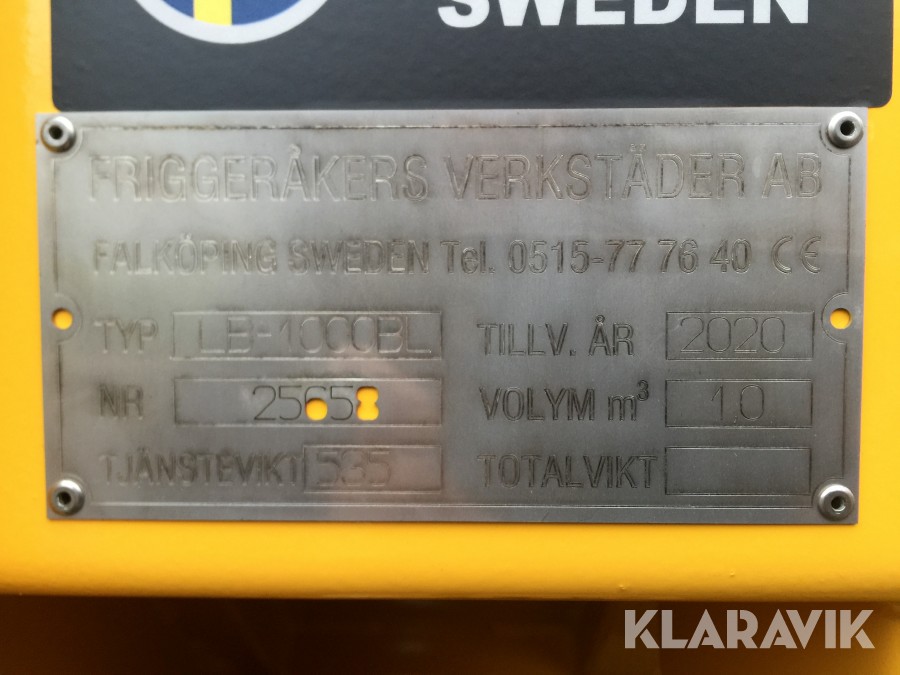 SWEDEN
FRIGGERÅKERS VERKSTÄDER AB
FALKÖPING SWEDEN Tel. 0515-77 76 40 CE
TYP LB-1000BL TILLV. ÅR 2020
NR 25658 VOLYM m³ 1.0
TJÄNSTEVIKT 535 TOTALVIKT
KLARAVIK